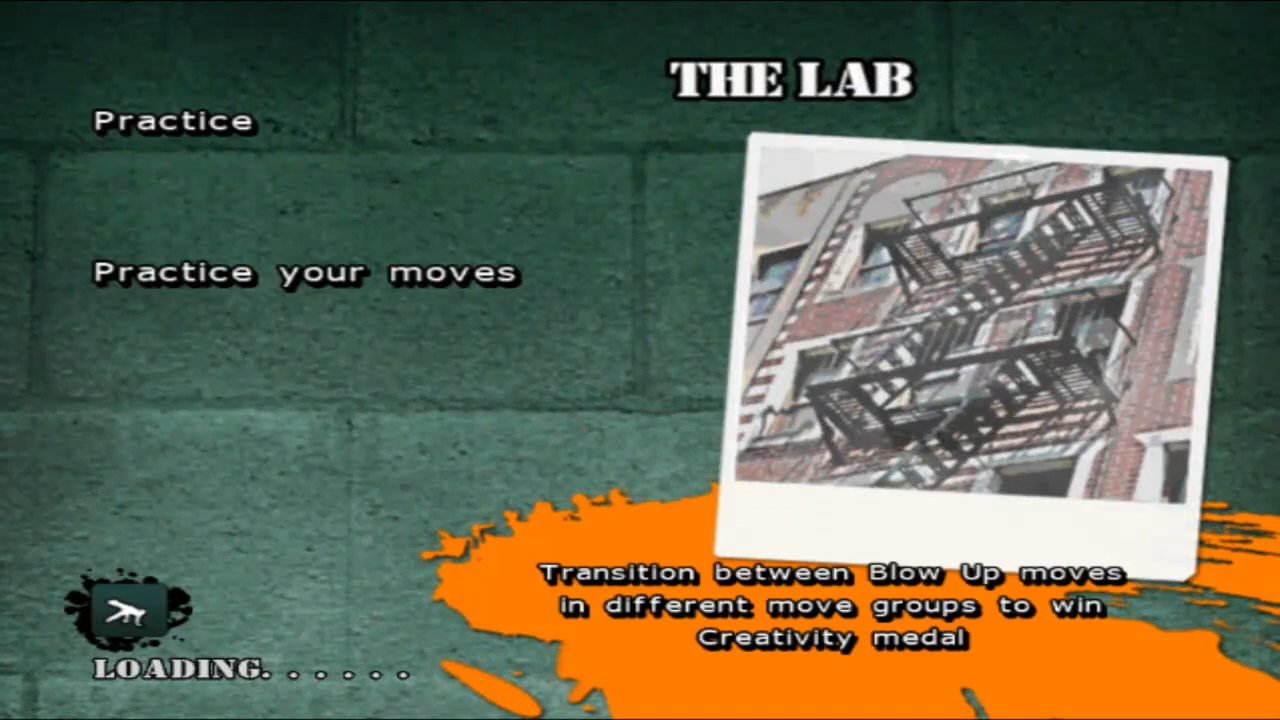 THE LAB
Practice
Practice your moves
Transition between Blow Up moves
in different move groups to win
Creativity medal
LOADING. . . . . .